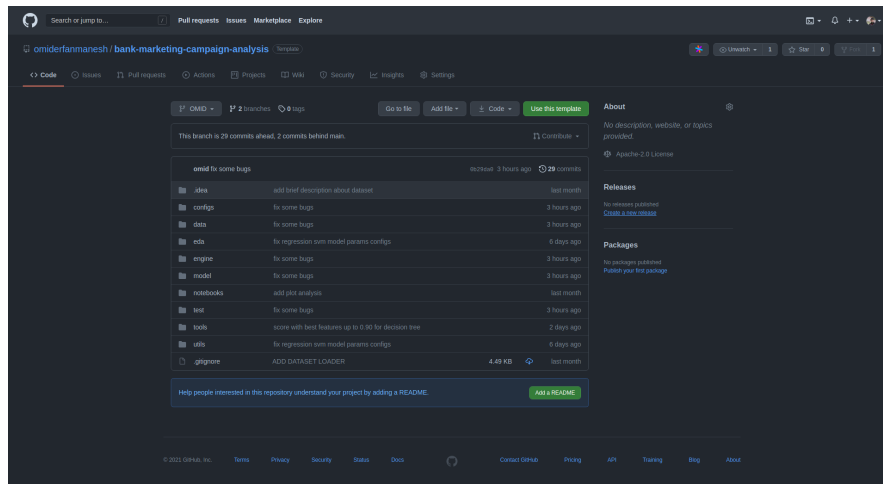 Search or jump to... / Pull requests Issues Marketplace Explore
omiderfanmanesh / bank-marketing-campaign-analysis Template Unwatch 1 Star 0 Fork 1
Code Issues Pull requests Actions Projects Wiki Security Insights Settings
OMID 2 branches 0 tags Go to file Add file Code Use this template
This branch is 29 commits ahead, 2 commits behind main. Contribute
omid fix some bugs 3 hours ago 29 commits
.idea add brief description about dataset last month
configs fix some bugs 3 hours ago
data fix some bugs 3 hours ago
eda fix regression svm model params configs 6 days ago
engine fix some bugs 3 hours ago
model fix some bugs 3 hours ago
notebooks add plot analysis last month
test fix some bugs 3 hours ago
tools score with best features up to 0.90 for decision tree 2 days ago
utils fix regression svm model params configs 6 days ago
.gitignore ADD DATASET LOADER 4.49 KB last month
Help people interested in this repository understand your project by adding a README. Add a README
About
No description, website, or topics
provided.
Apache-2.0 License
Releases
No releases published
Create a new release
Packages
No packages published
Publish your first package
© 2021 GitHub, Inc. Terms Privacy Security Status Docs Contact GitHub Pricing API Training Blog About